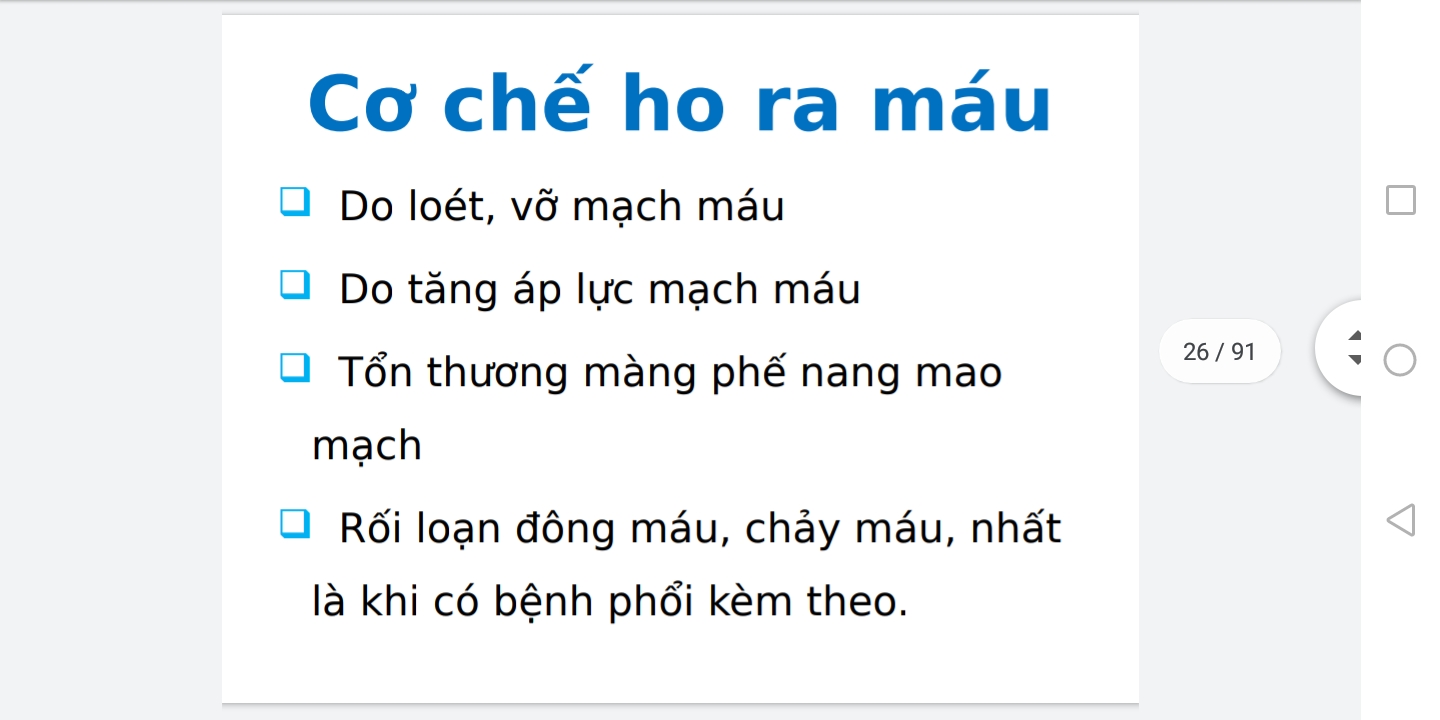 Cơ chế ho ra máu
Do loét, vỡ mạch máu
Do tăng áp lực mạch máu
Tổn thương màng phế nang mao
mạch
Rối loạn đông máu, chảy máu, nhất
là khi có bệnh phổi kèm theo.
26 / 91